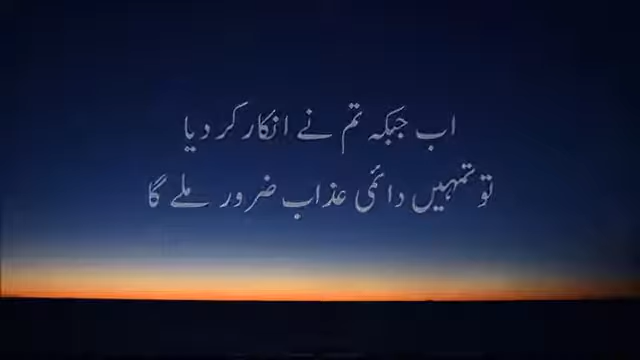 اب جبکہ تم نے انکار کر دیا
تو تمہیں دائمی عذاب ضرور ملے گا